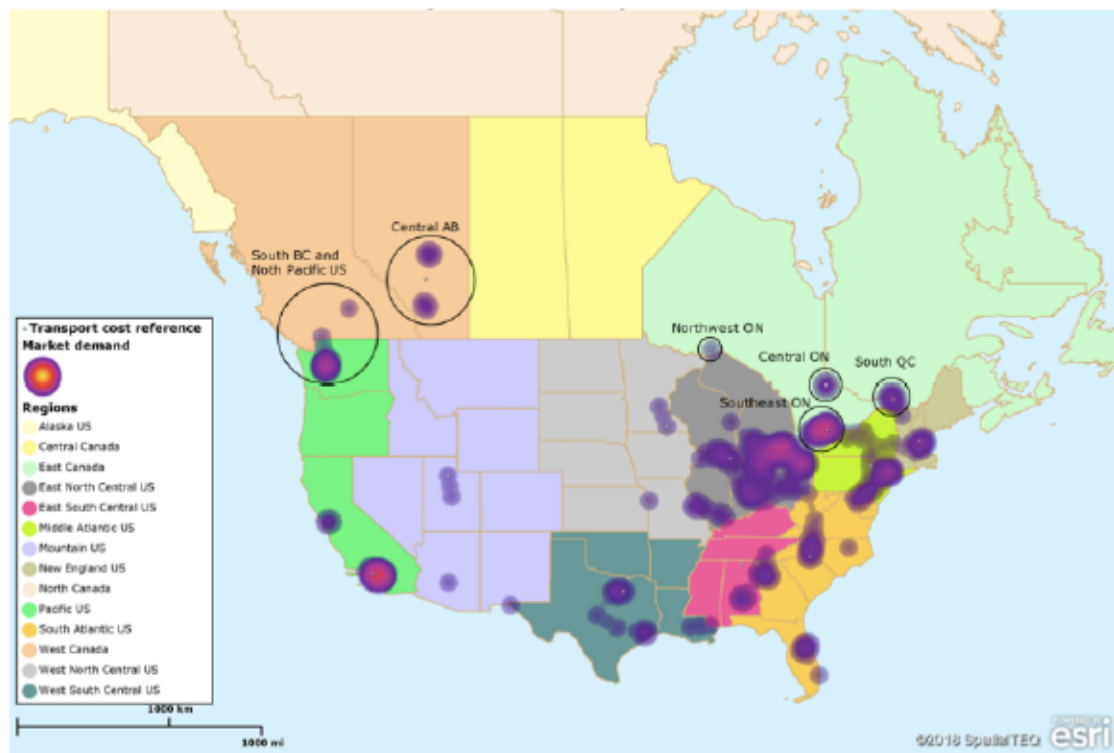 Central AB
South BC and
Noth Pacific US
Northwest ON
Central ON
South QC
Southeast ON
Transport cost reference
Market demand
Regions
Alaska US
Central Canada
East Canada
East North Central US
East South Central US
Middle Atlantic US
Mountain US
New England US
North Canada
Pacific US
South Atlantic US
West Canada
West North Central US
West South Central US
1000 km
1000 mi
©2018 SpatialTEQ
POWERED BY
esri